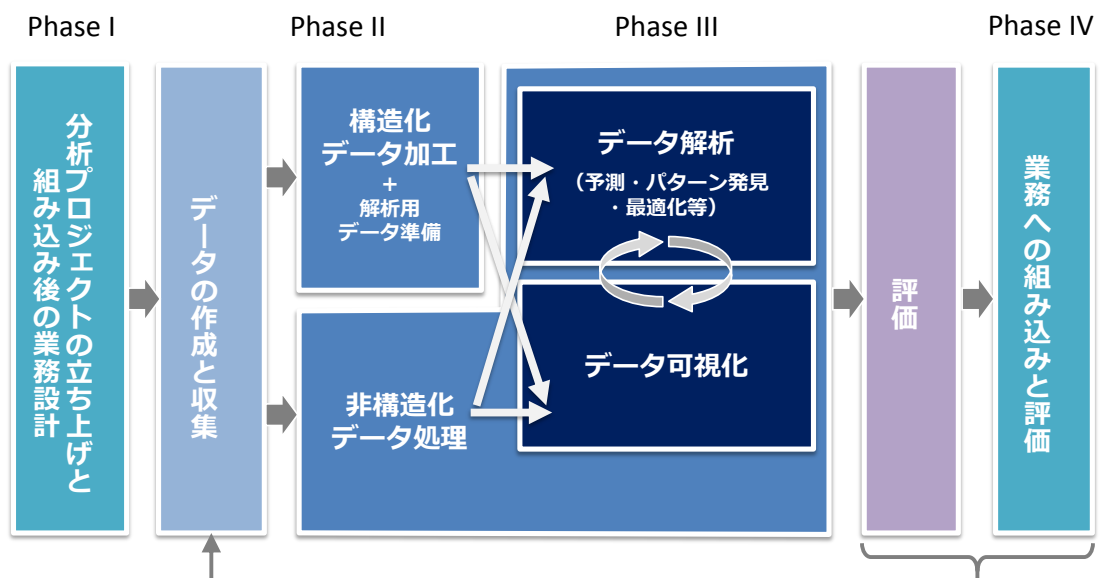 Phase I
Phase II
Phase III
Phase IV
分析プロジェクトの立ち上げと
組み込み後の業務設計
データの作成と収集
構造化
データ加工
+
解析用
データ準備
非構造化
データ処理
データ解析
（予測・パターン発見
・最適化等）
データ可視化
評価
業務への組み込みと評価